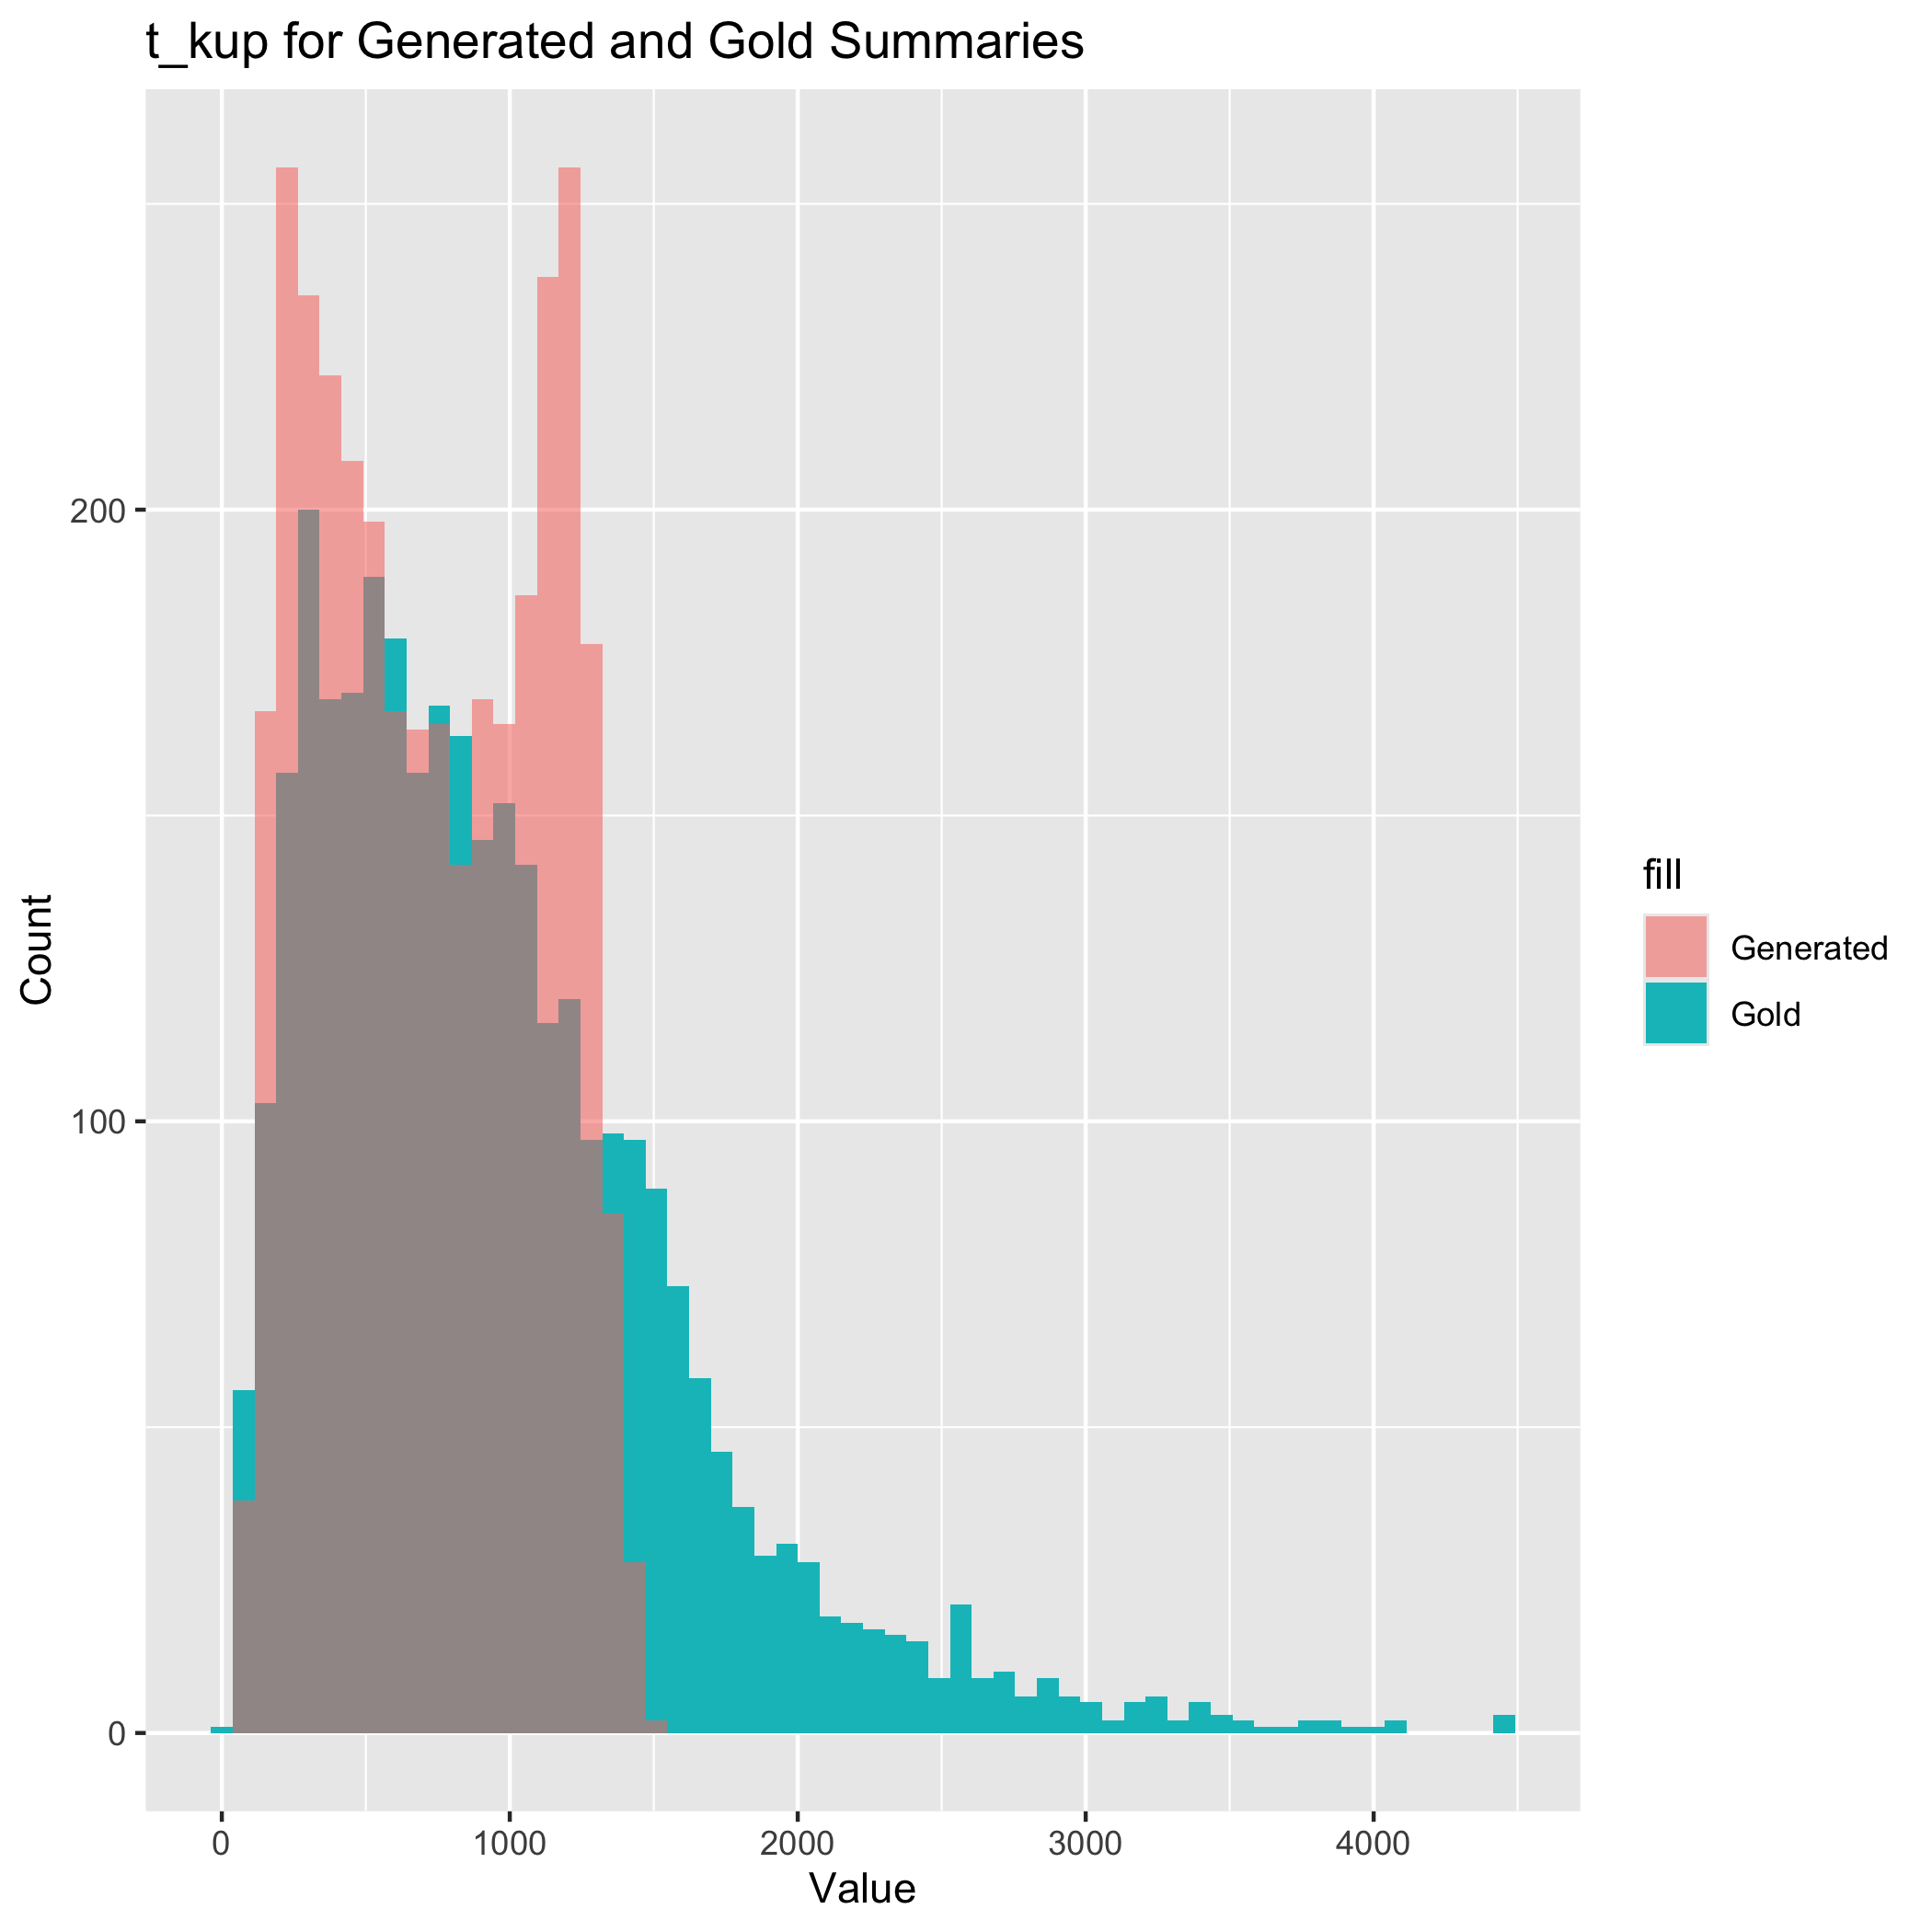 t_kup for Generated and Gold Summaries
Count
200
100
0
0 1000 2000 3000 4000
Value
fill
Generated
Gold